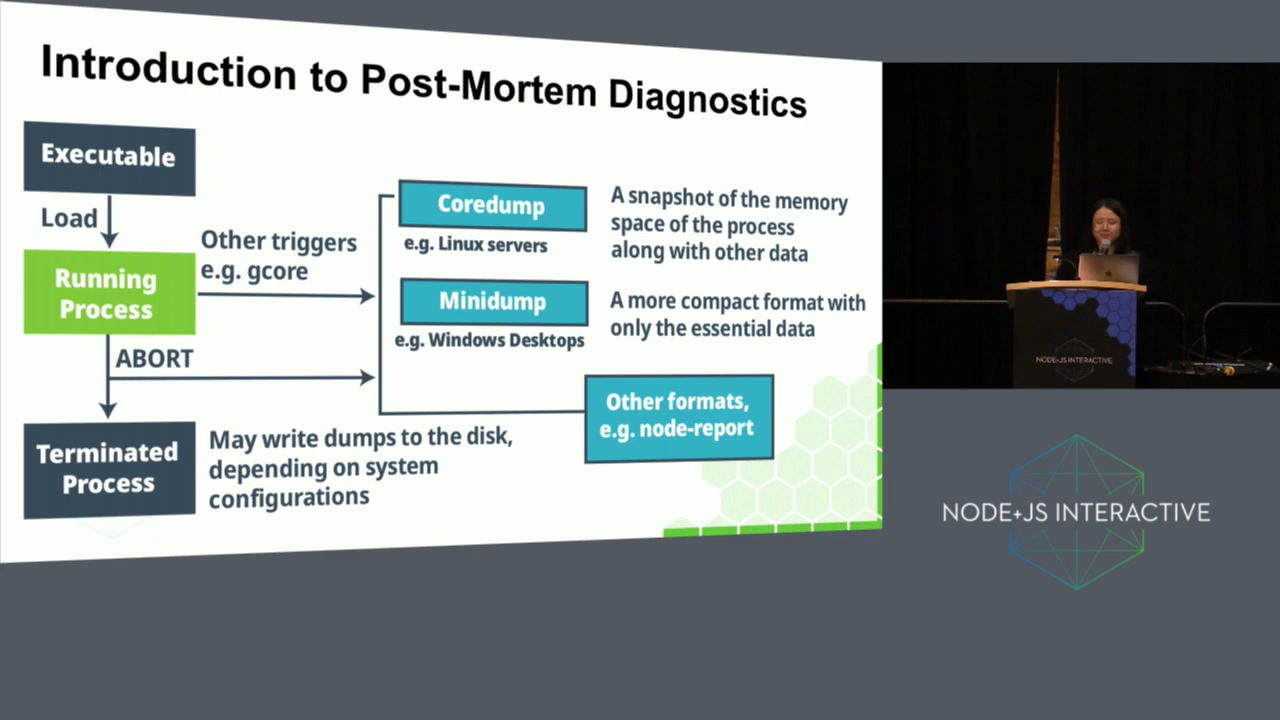 Introduction to Post-Mortem Diagnostics
Executable
Load
Running
Process
ABORT
Terminated
Process
Other triggers
e.g. gcore
May write dumps to the disk,
depending on system
configurations
Coredump
e.g. Linux servers
A snapshot of the memory
space of the process
along with other data
Minidump
e.g. Windows Desktops
A more compact format with
only the essential data
Other formats,
e.g. node-report
NODE+JS INTERACTIVE
NODE+JS INTERACTIVE